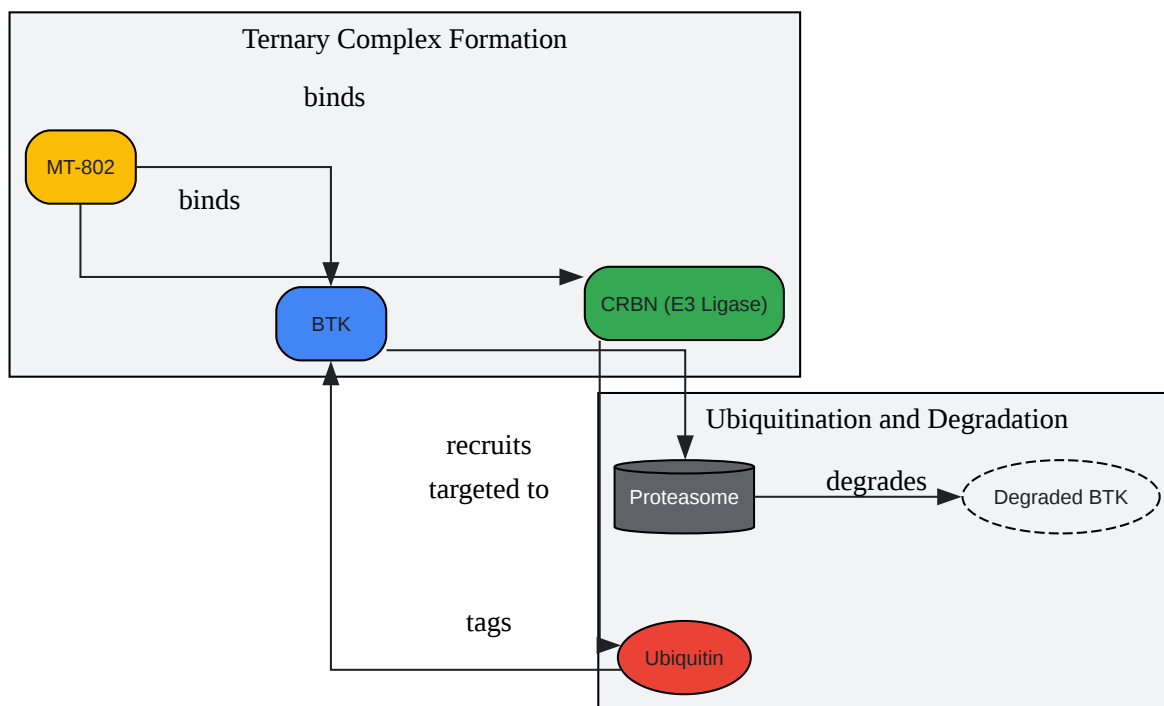 Ternary Complex Formation
binds
MT-802
binds
CRBN (E3 Ligase)
BTK
Ubiquitination and Degradation
recruits
targeted to
Proteasome
degrades
Degraded BTK
tags
Ubiquitin